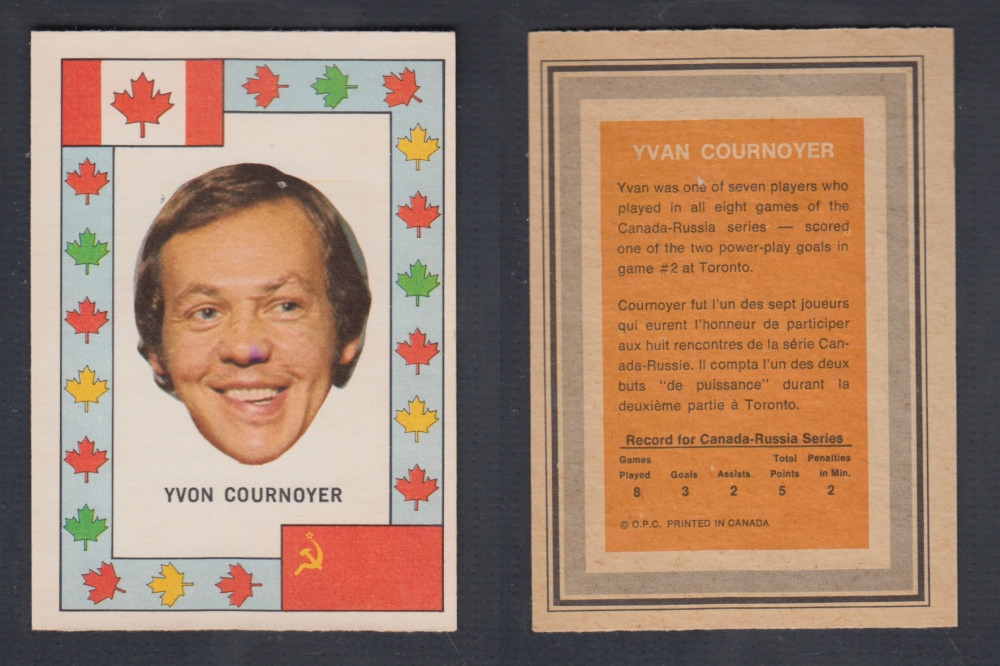 YVON COURNOYER
YVAN COURNOYER
Yvan was one of seven players who
played in all eight games of the
Canada-Russia series — scored
one of the two power-play goals in
game #2 at Toronto.
Cournoyer fut l'un des sept joueurs
qui eurent l'honneur de participer
aux huit rencontres de la série Can-
ada-Russie. Il compta l'un des deux
buts "de puissance" durant la
deuxième partie à Toronto.
Record for Canada-Russia Series
Games Total Penalties
Played Goals Assists Points in Min.
8 3 2 5 2
© O.P.C. PRINTED IN CANADA